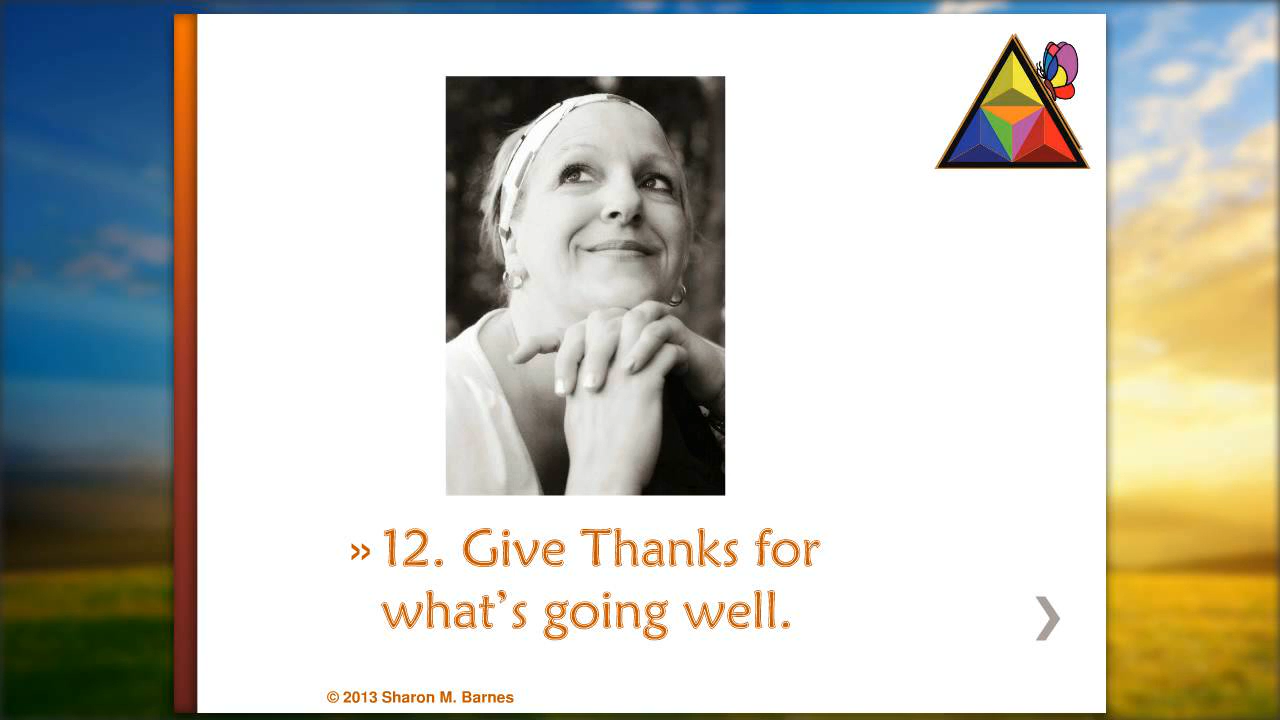 » 12. Give Thanks for
what’s going well.
© 2013 Sharon M. Barnes